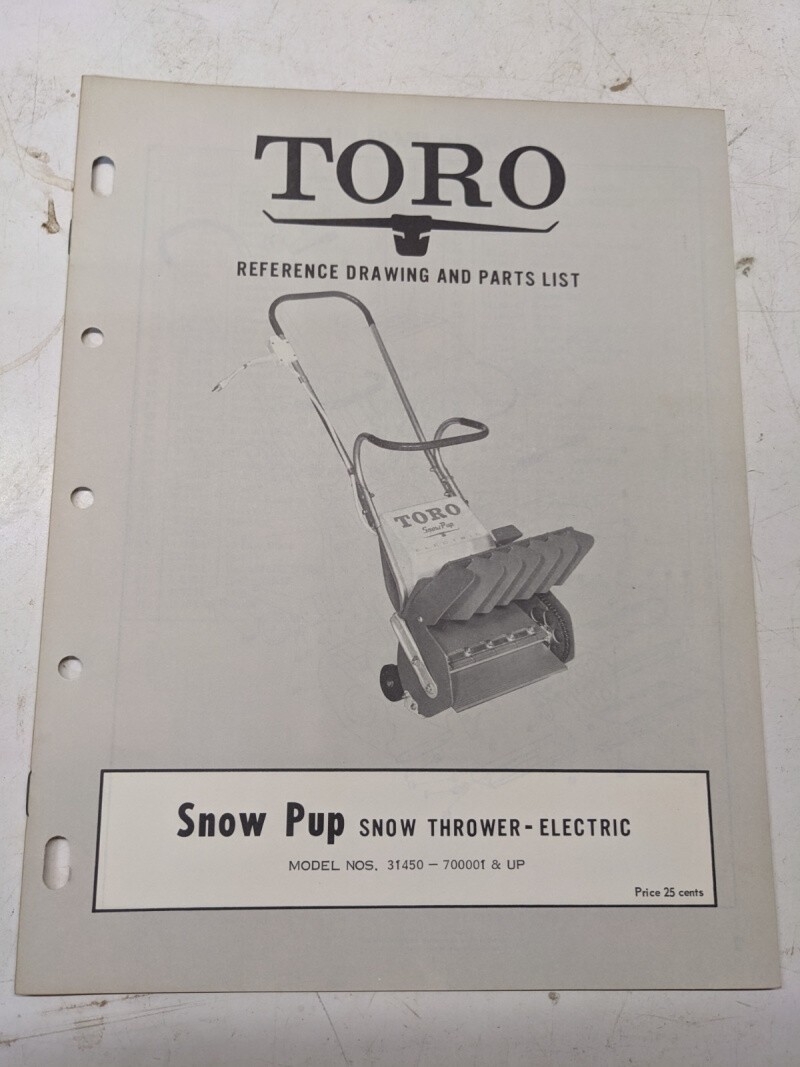 TORO
REFERENCE DRAWING AND PARTS LIST
TORO
Snow Pup
Snow Pup SNOW THROWER - ELECTRIC
MODEL NOS. 31450 - 700001 & UP
Price 25 cents